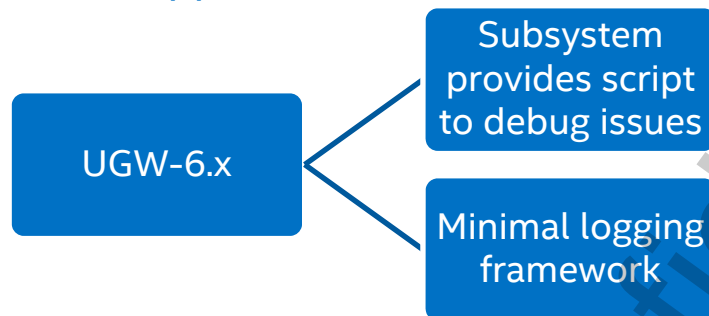 UGW-6.x
Subsystem
provides script
to debug issues
Minimal logging
framework